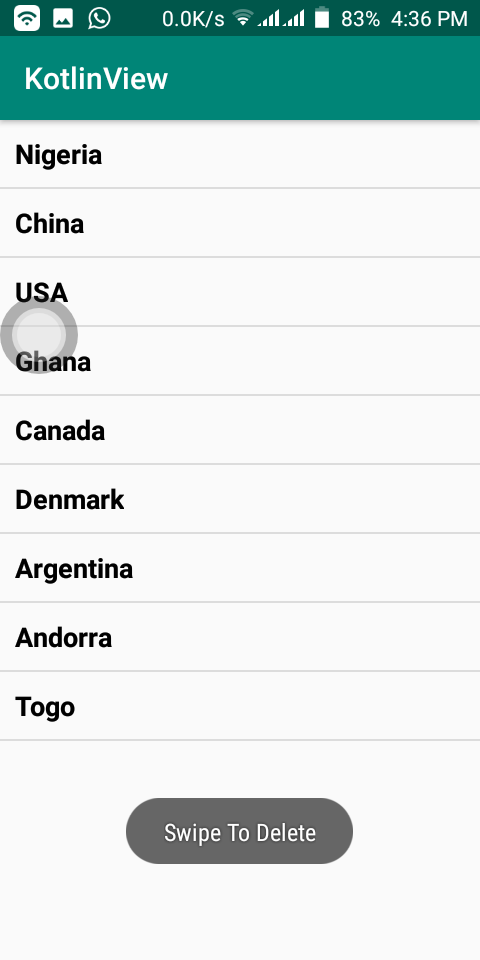 0.0K/s 83% 4:36 PM
KotlinView
Nigeria
China
USA
Ghana
Canada
Denmark
Argentina
Andorra
Togo
Swipe To Delete